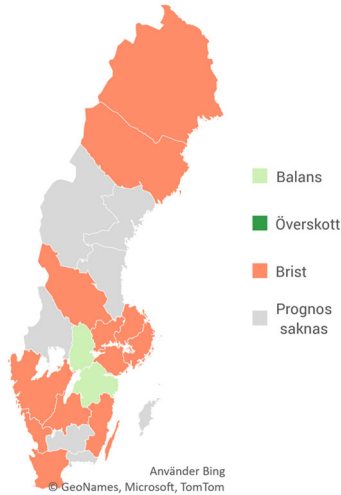 Balans
Överskott
Brist
Prognos
saknas
Använder Bing
© GeoNames, Microsoft, TomTom